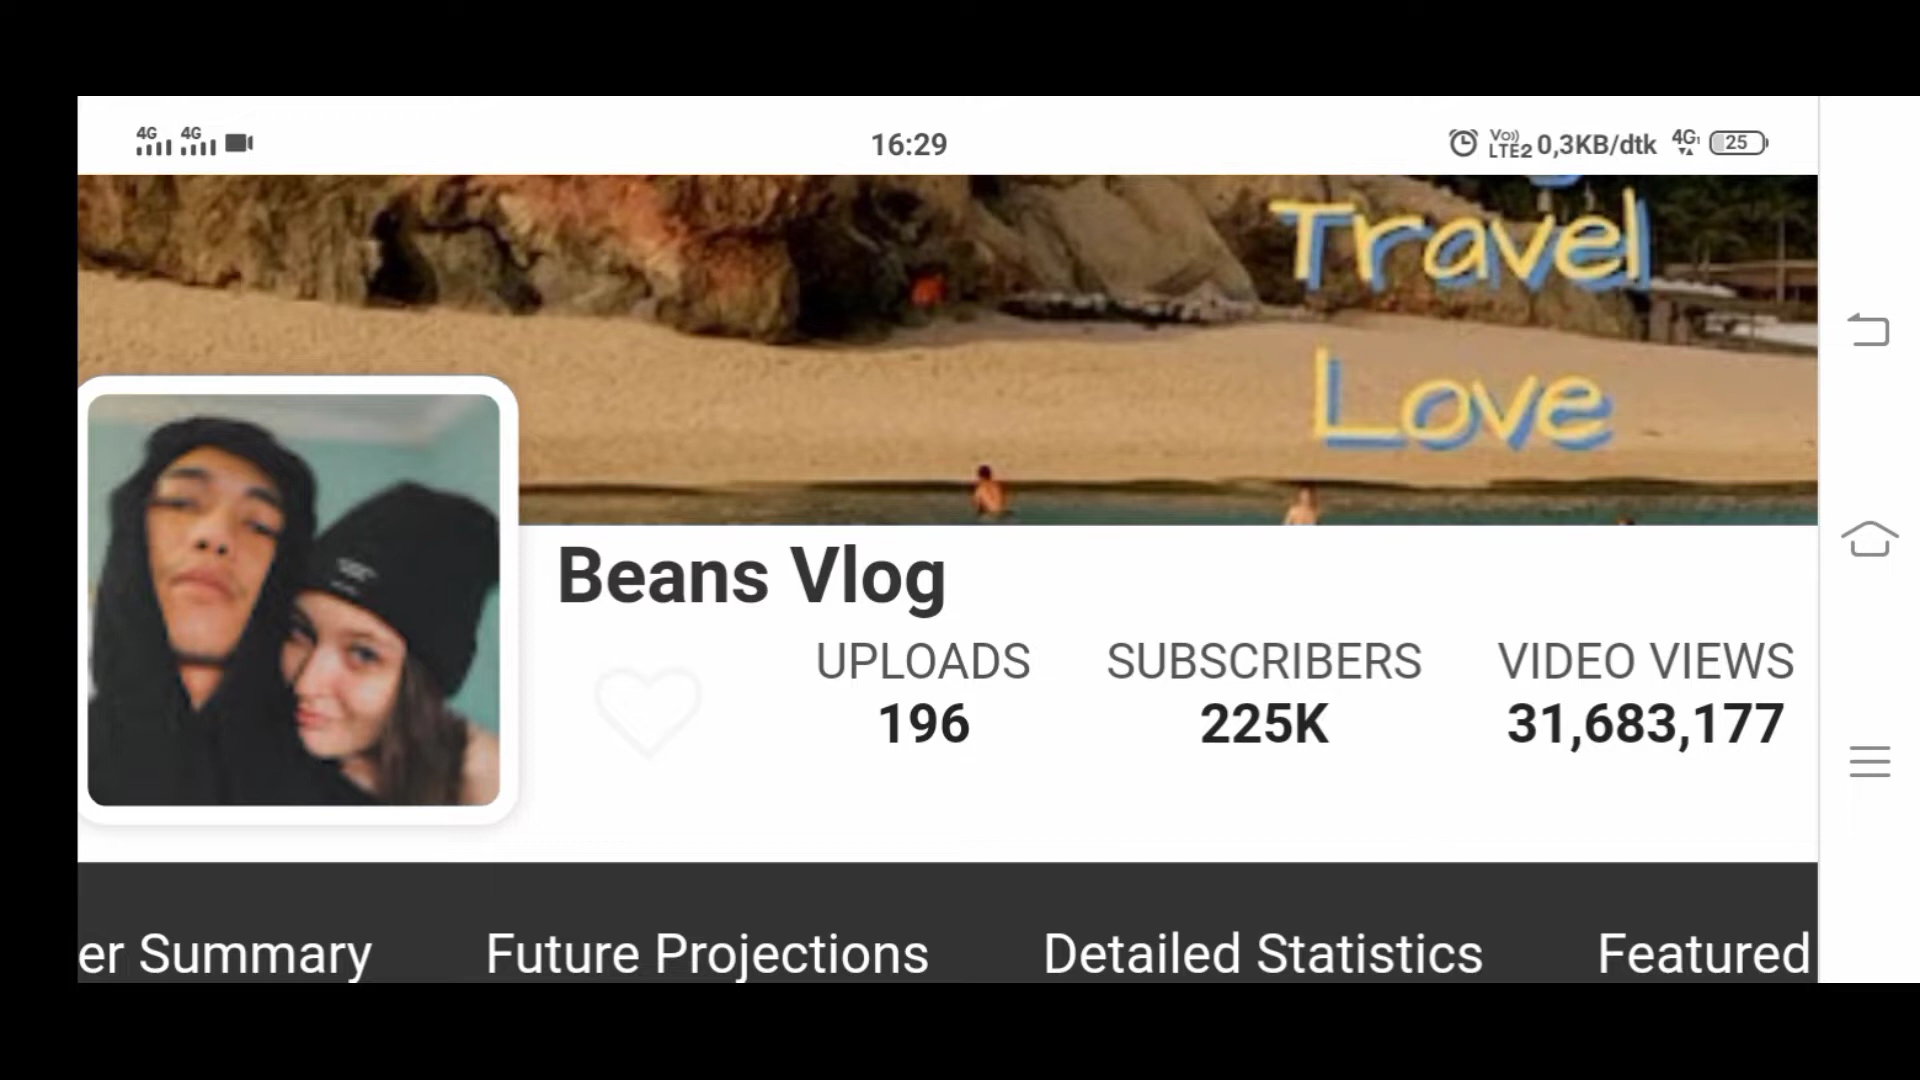 4G 4G
16:29
Vo)) LTE2 0,3KB/dtk 4G 25
Travel
Love
Beans Vlog
UPLOADS SUBSCRIBERS VIDEO VIEWS
196 225K 31,683,177
er Summary Future Projections Detailed Statistics Featured